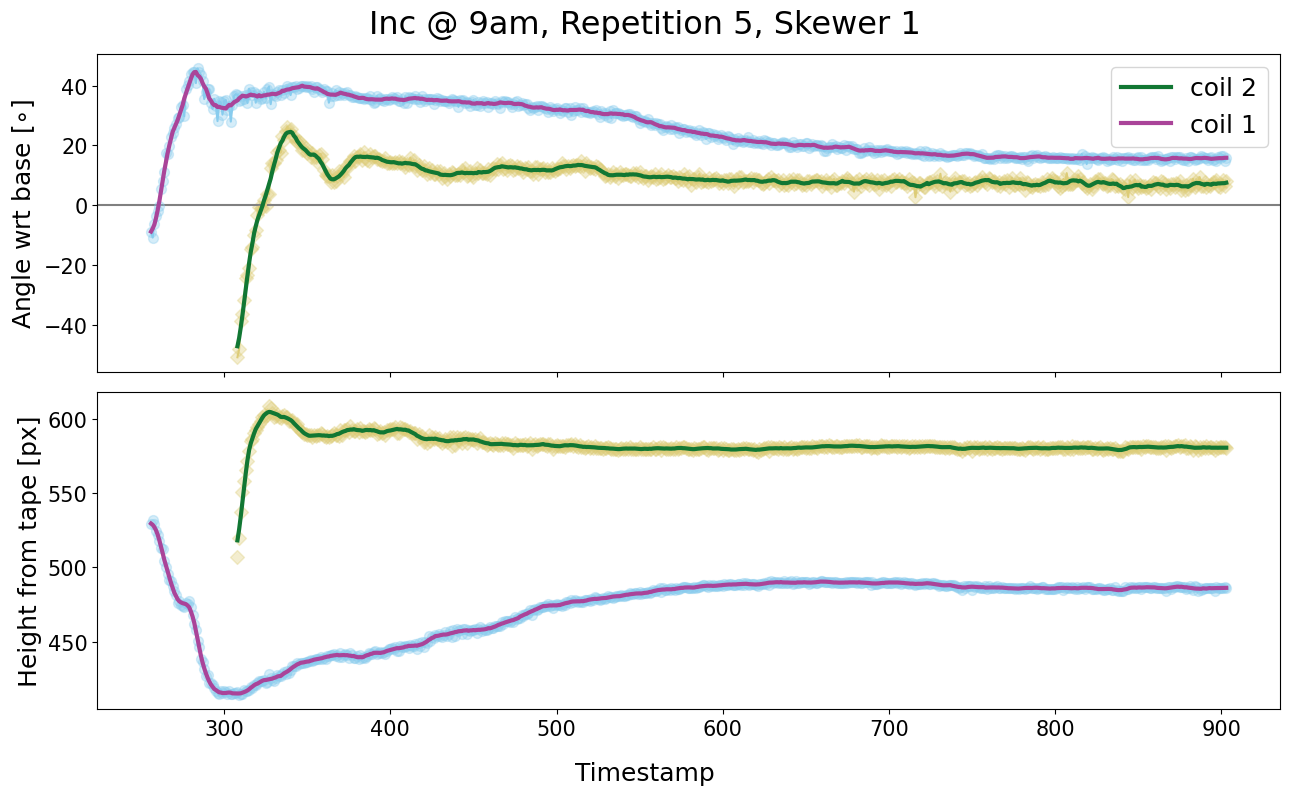 Inc @ 9am, Repetition 5, Skewer 1
Angle wrt base [∘]
40
20
0
−20
−40
coil 2
coil 1
Height from tape [px]
600
550
500
450
300 400 500 600 700 800 900
Timestamp